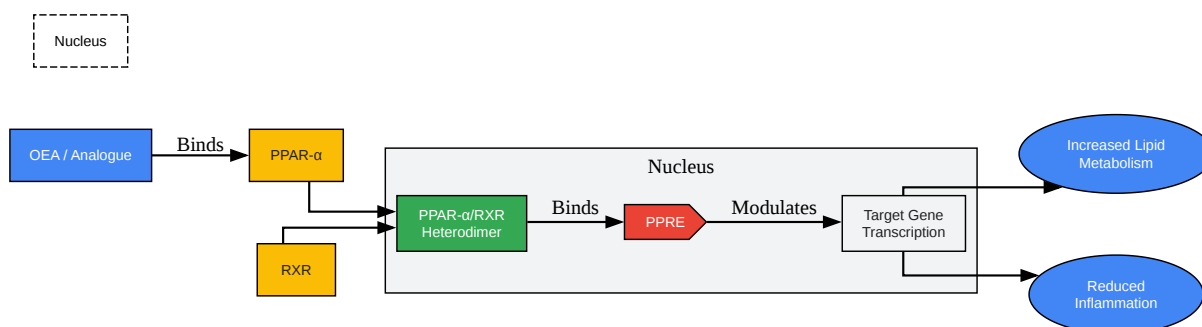 Nucleus
OEA / Analogue
Binds
PPAR-α
RXR
Nucleus
PPAR-α/RXR
Heterodimer
Binds
PPRE
Modulates
Target Gene
Transcription
Increased Lipid
Metabolism
Reduced
Inflammation